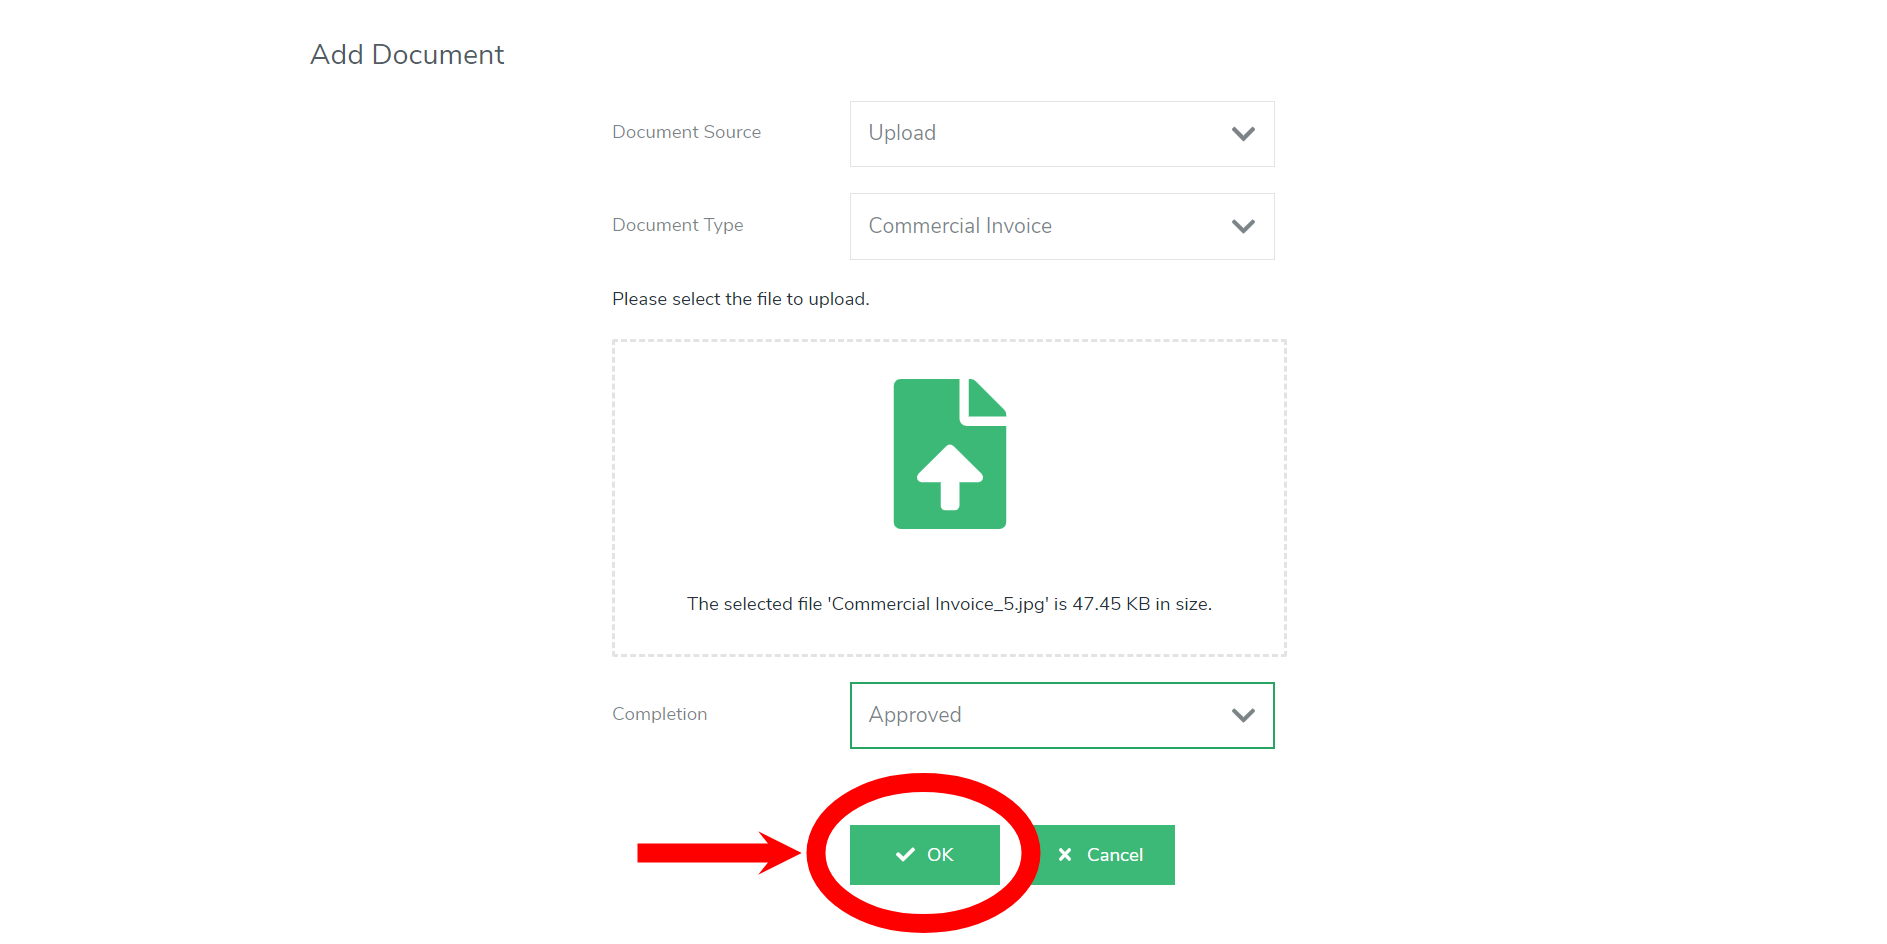 Add Document
Document Source
Upload
Document Type
Commercial Invoice
Please select the file to upload.
The selected file 'Commercial Invoice_5.jpg' is 47.45 KB in size.
Completion
Approved
OK
Cancel